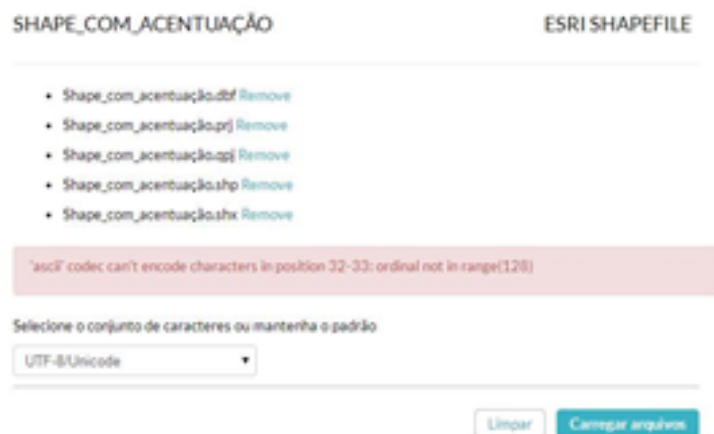 SHAPE_COM_ACENTUAÇÃO ESRI SHAPEFILE
Shape_com_acentuação.dbf Remove
Shape_com_acentuação.prj Remove
Shape_com_acentuação.qpj Remove
Shape_com_acentuação.shp Remove
Shape_com_acentuação.shx Remove
'ascii' codec can't encode characters in position 32-33: ordinal not in range(128)
Selecione o conjunto de caracteres ou mantenha o padrão
UTF-8/Unicode
Limpar Carregar arquivos